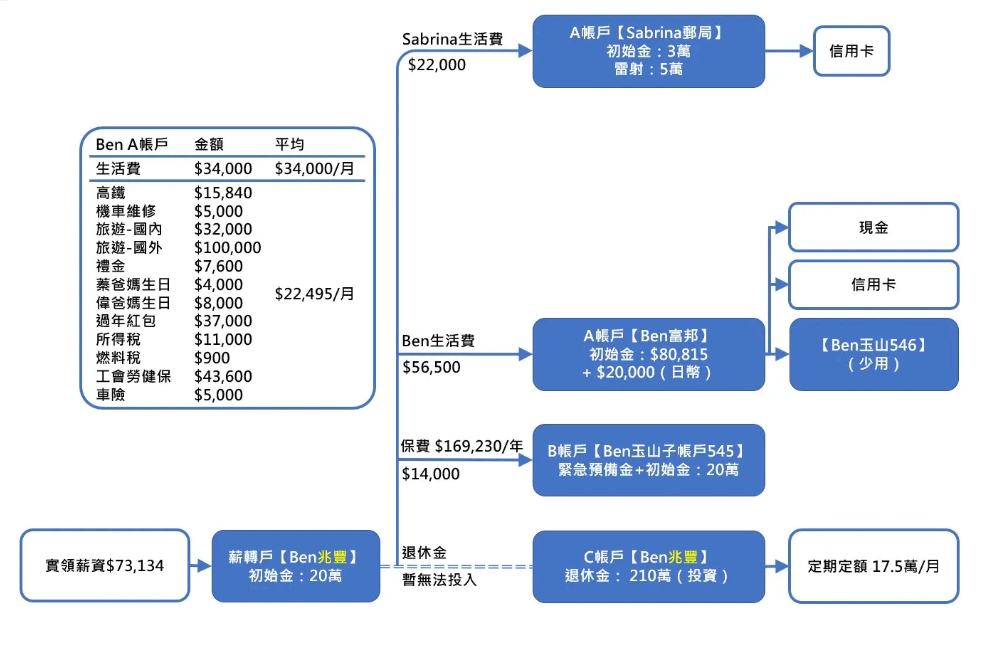 Sabrina生活費
$22,000
A帳戶【Sabrina郵局】
初始金：3萬
雷射：5萬
信用卡
Ben A帳戶 金額 平均
生活費 $34,000 $34,000/月
高鐵 $15,840
機車維修 $5,000
旅遊-國內 $32,000
旅遊-國外 $100,000
禮金 $7,600
蓁爸媽生日 $4,000
偉爸媽生日 $8,000
$22,495/月
過年紅包 $37,000
所得稅 $11,000
燃料稅 $900
工會勞健保 $43,600
車險 $5,000
Ben生活費
$56,500
A帳戶【Ben富邦】
初始金：$80,815
+ $20,000（日幣）
現金
信用卡
【Ben玉山546】
（少用）
保費 $169,230/年
$14,000
B帳戶【Ben玉山子帳戶545】
緊急預備金+初始金：20萬
實領薪資$73,134
薪轉戶【Ben兆豐】
初始金：20萬
退休金
暫無法投入
C帳戶【Ben兆豐】
退休金： 210萬（投資）
定期定額 17.5萬/月